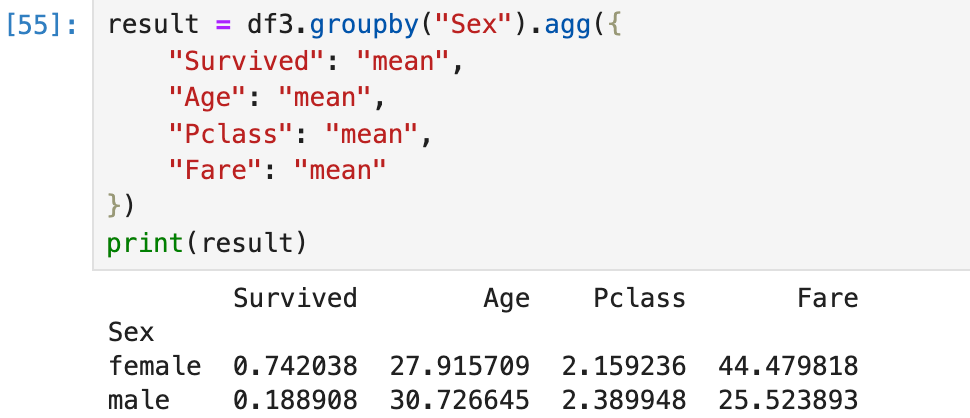 [55]: result = df3.groupby("Sex").agg({
"Survived": "mean",
"Age": "mean",
"Pclass": "mean",
"Fare": "mean"
})
print(result)
Survived Age Pclass Fare
Sex
female 0.742038 27.915709 2.159236 44.479818
male 0.188908 30.726645 2.389948 25.523893